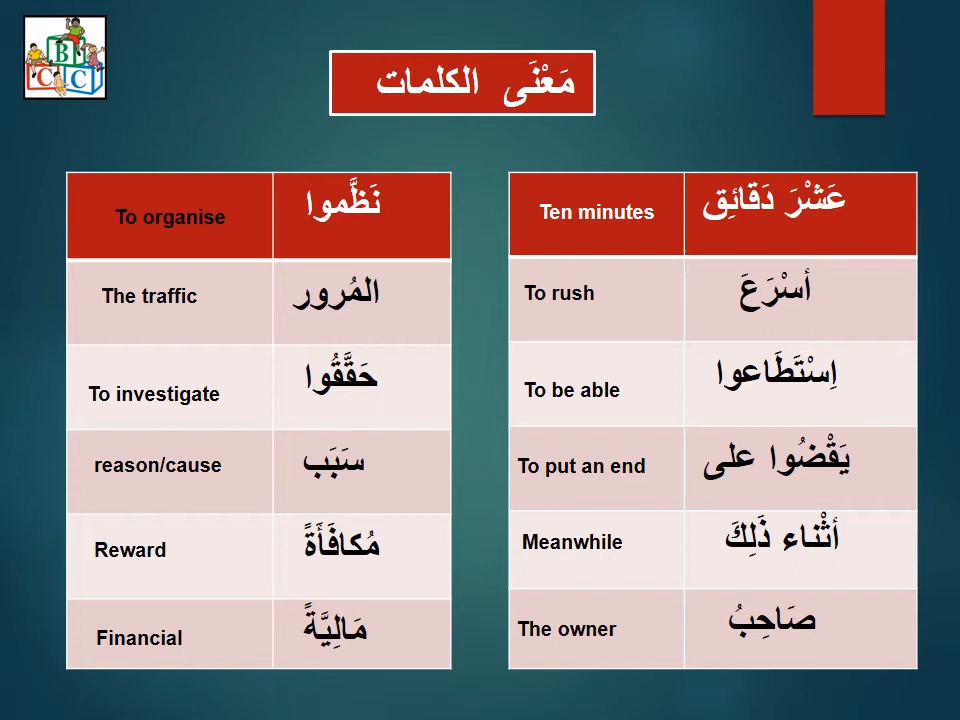 B
C C
مَعْنَى الكلمات
Ten minutes عَشْرَ دَقائِق
To rush أسْرَعَ
To be able اِسْتَطَاعوا
To put an end يَقْضُوا على
Meanwhile أثْناء ذَلِكَ
The owner صَاحِبُ
To organise نَظَّموا
The traffic المُرور
To investigate حَقَّقُوا
reason/cause سَبَب
Reward مُكافَأَةً
Financial مَالِيَّةً